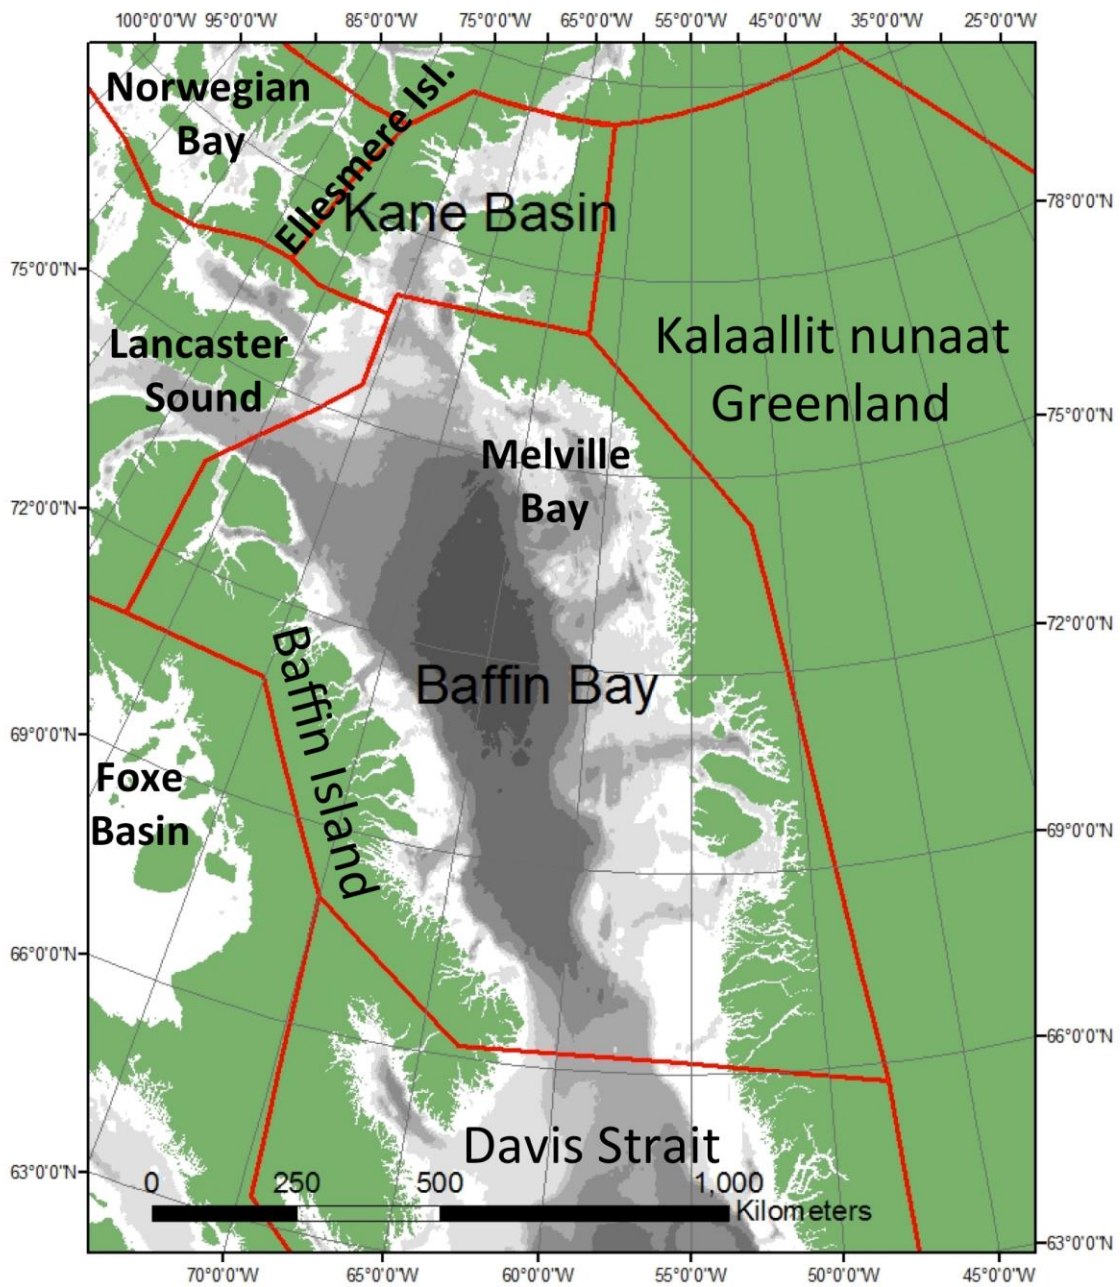 100°0'0"W 95°0'0"W 85°0'0"W 75°0'0"W 65°0'0"W 55°0'0"W 45°0'0"W 35°0'0"W 25°0'0"W
Norwegian
Bay
Ellesmere Isl.
Kane Basin
78°0'0"N
75°0'0"N
Lancaster
Sound
Kalaallit nunaat
Greenland
75°0'0"N
Melville
Bay
72°0'0"N
72°0'0"N
Baffin Bay
Baffin Island
69°0'0"N
Foxe
Basin
69°0'0"N
66°0'0"N
66°0'0"N
Davis Strait
63°0'0"N
0 250 500 1,000
Kilometers
63°0'0"N
70°0'0"W 65°0'0"W 60°0'0"W 55°0'0"W 50°0'0"W 45°0'0"W